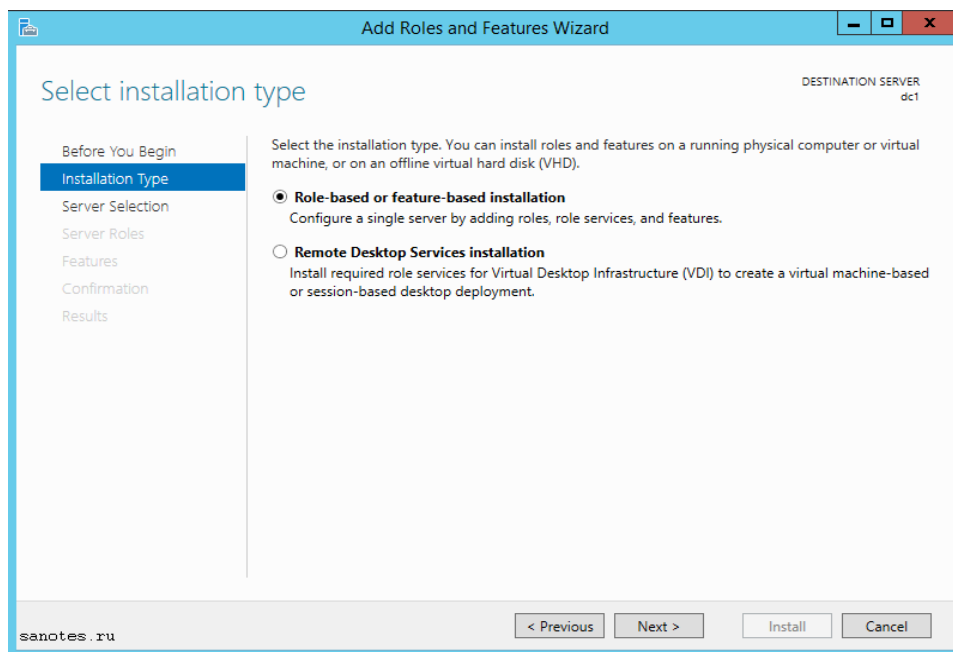 Add Roles and Features Wizard
Select installation type
DESTINATION SERVER
dc1
Before You Begin
Installation Type
Server Selection
Server Roles
Features
Confirmation
Results
Select the installation type. You can install roles and features on a running physical computer or virtual
machine, or on an offline virtual hard disk (VHD).
Role-based or feature-based installation
Configure a single server by adding roles, role services, and features.
Remote Desktop Services installation
Install required role services for Virtual Desktop Infrastructure (VDI) to create a virtual machine-based
or session-based desktop deployment.
< Previous
Next >
Install
Cancel
sanotes.ru